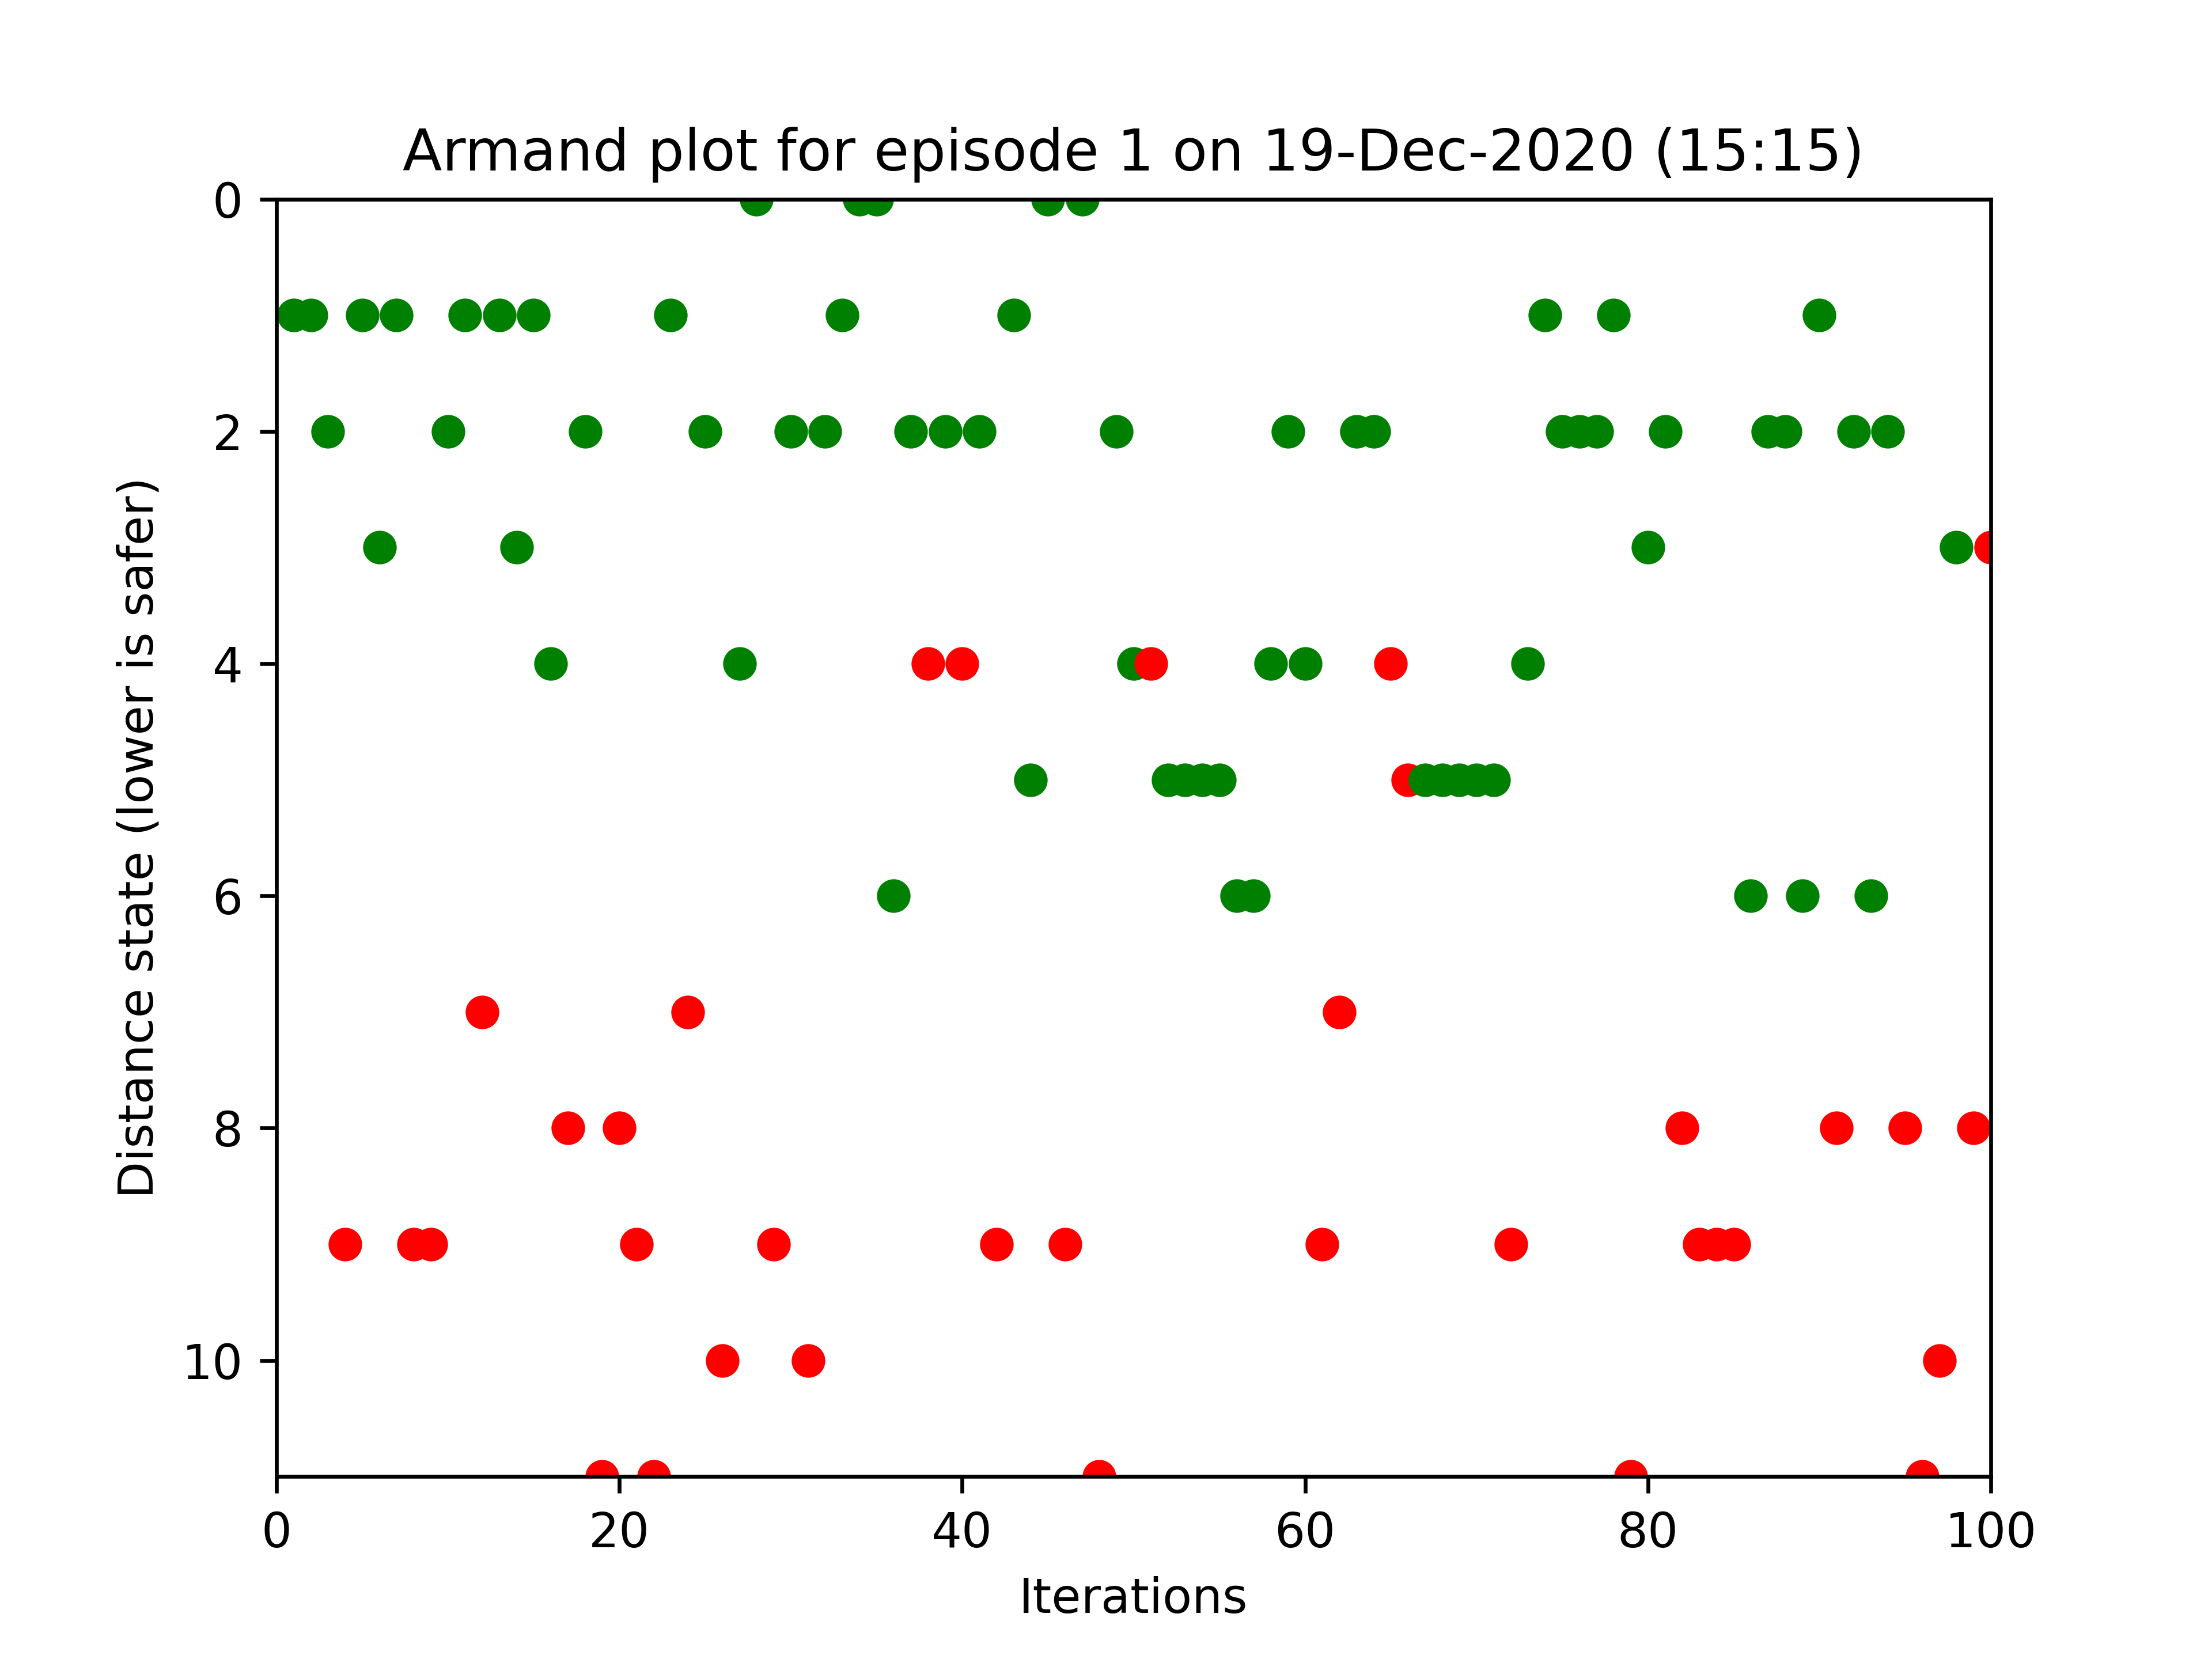 Armand plot for episode 1 on 19-Dec-2020 (15:15)
0
2
4
6
8
10
Distance state (lower is safer)
0 20 40 60 80 100
Iterations